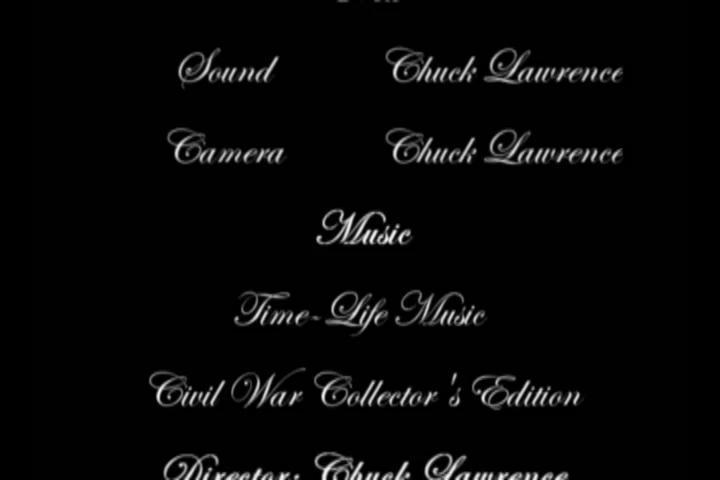 Sound Chuck Lawrence
Camera Chuck Lawrence
Music
Time-Life Music
Civil War Collector's Edition
Director: Chuck Lawrence